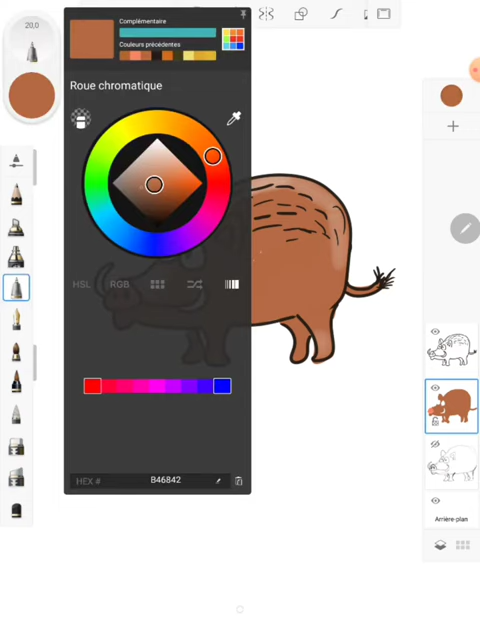 20,0
Complémentaire
Couleurs précédentes
Roue chromatique
HSL
RGB
HEX #
B46842
Arrière-plan